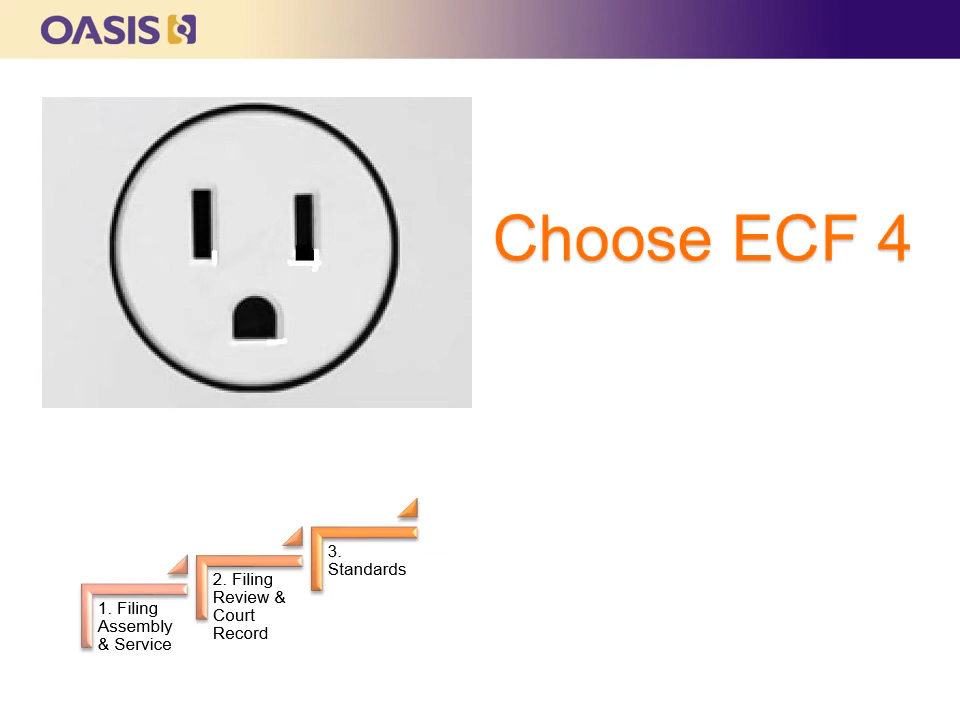 OASIS
Choose ECF 4
1. Filing
Assembly
& Service
2. Filing
Review &
Court
Record
3.
Standards